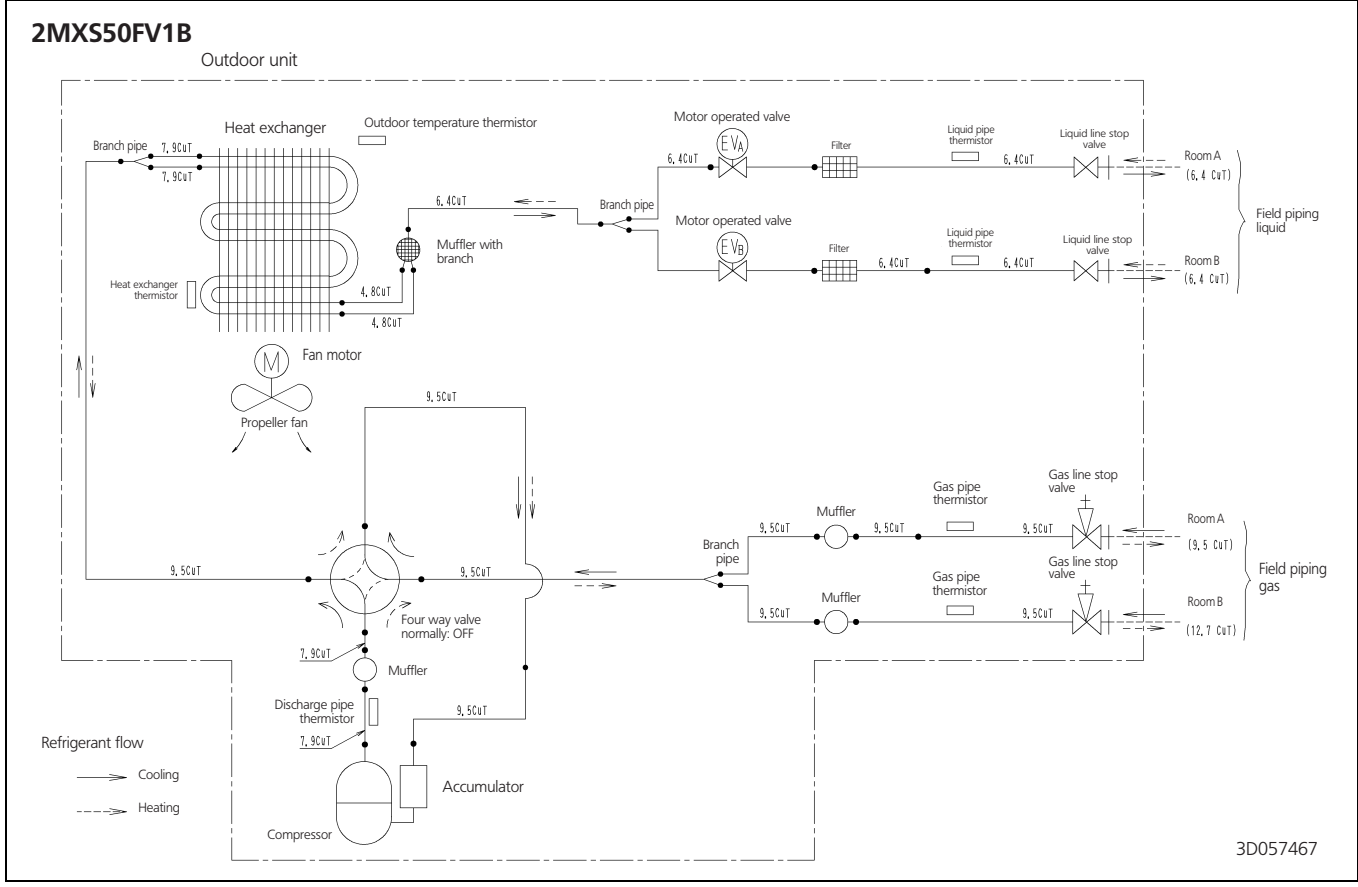 2MXS50FV1B
Outdoor unit
Heat exchanger
Outdoor temperature thermistor
Branch pipe
7.9CuT
7.9CuT
Heat exchanger
thermistor
6.4CuT
Muffler with
branch
4.8CuT
4.8CuT
Branch pipe
Motor operated valve
EVA
6.4CuT
Filter
Liquid pipe
thermistor
6.4CuT
Liquid line stop
valve
Room A
(6.4 CuT)
Motor operated valve
EVB
Filter
6.4CuT
Liquid pipe
thermistor
6.4CuT
Liquid line stop
valve
Room B
(6.4 CuT)
Field piping
liquid
M
Fan motor
Propeller fan
9.5CuT
9.5CuT
9.5CuT
Four way valve
normally: OFF
7.9CuT
Muffler
Discharge pipe
thermistor
7.9CuT
9.5CuT
Accumulator
Compressor
Branch
pipe
9.5CuT
Muffler
9.5CuT
Gas pipe
thermistor
9.5CuT
Gas line stop
valve
Room A
(9.5 CuT)
9.5CuT
Muffler
Gas pipe
thermistor
9.5CuT
Gas line stop
valve
Room B
(12.7 CuT)
Field piping
gas
Refrigerant flow
Cooling
Heating
3D057467